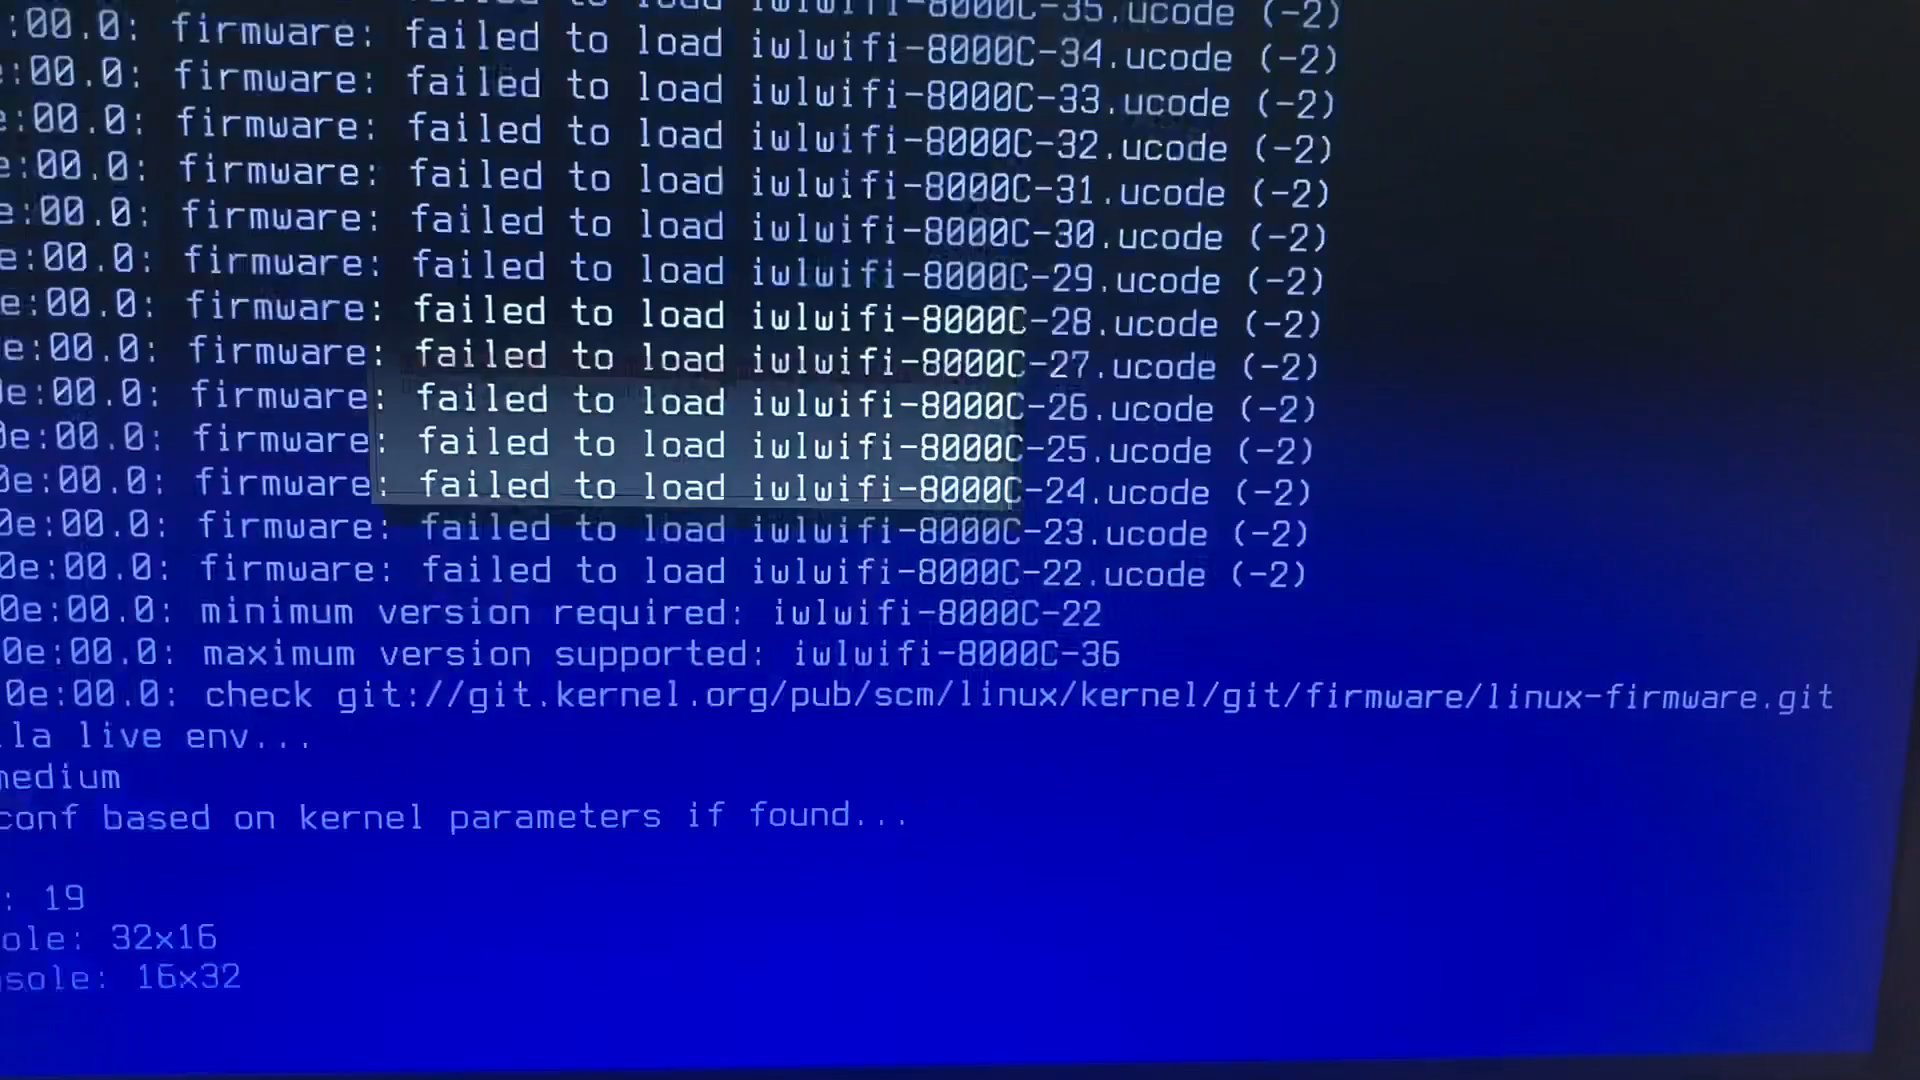 failed to load iwlwifi-8000C-35.ucode (-2)
:00.0: firmware: failed to load iwlwifi-8000C-34.ucode (-2)
e:00.0: firmware: failed to load iwlwifi-8000C-33.ucode (-2)
e:00.0: firmware: failed to load iwlwifi-8000C-32.ucode (-2)
e:00.0: firmware: failed to load iwlwifi-8000C-31.ucode (-2)
e:00.0: firmware: failed to load iwlwifi-8000C-30.ucode (-2)
e:00.0: firmware: failed to load iwlwifi-8000C-29.ucode (-2)
e:00.0: firmware: failed to load iwlwifi-8000C-28.ucode (-2)
e:00.0: firmware: failed to load iwlwifi-8000C-27.ucode (-2)
0e:00.0: firmware: failed to load iwlwifi-8000C-26.ucode (-2)
0e:00.0: firmware: failed to load iwlwifi-8000C-25.ucode (-2)
0e:00.0: firmware: failed to load iwlwifi-8000C-24.ucode (-2)
0e:00.0: firmware: failed to load iwlwifi-8000C-23.ucode (-2)
0e:00.0: firmware: failed to load iwlwifi-8000C-22.ucode (-2)
0e:00.0: minimum version required: iwlwifi-8000C-22
0e:00.0: maximum version supported: iwlwifi-8000C-36
0e:00.0: check git://git.kernel.org/pub/scm/linux/kernel/git/firmware/linux-firmware.git
la live env...
medium
conf based on kernel parameters if found...
: 19
ole: 32x16
sole: 16x32